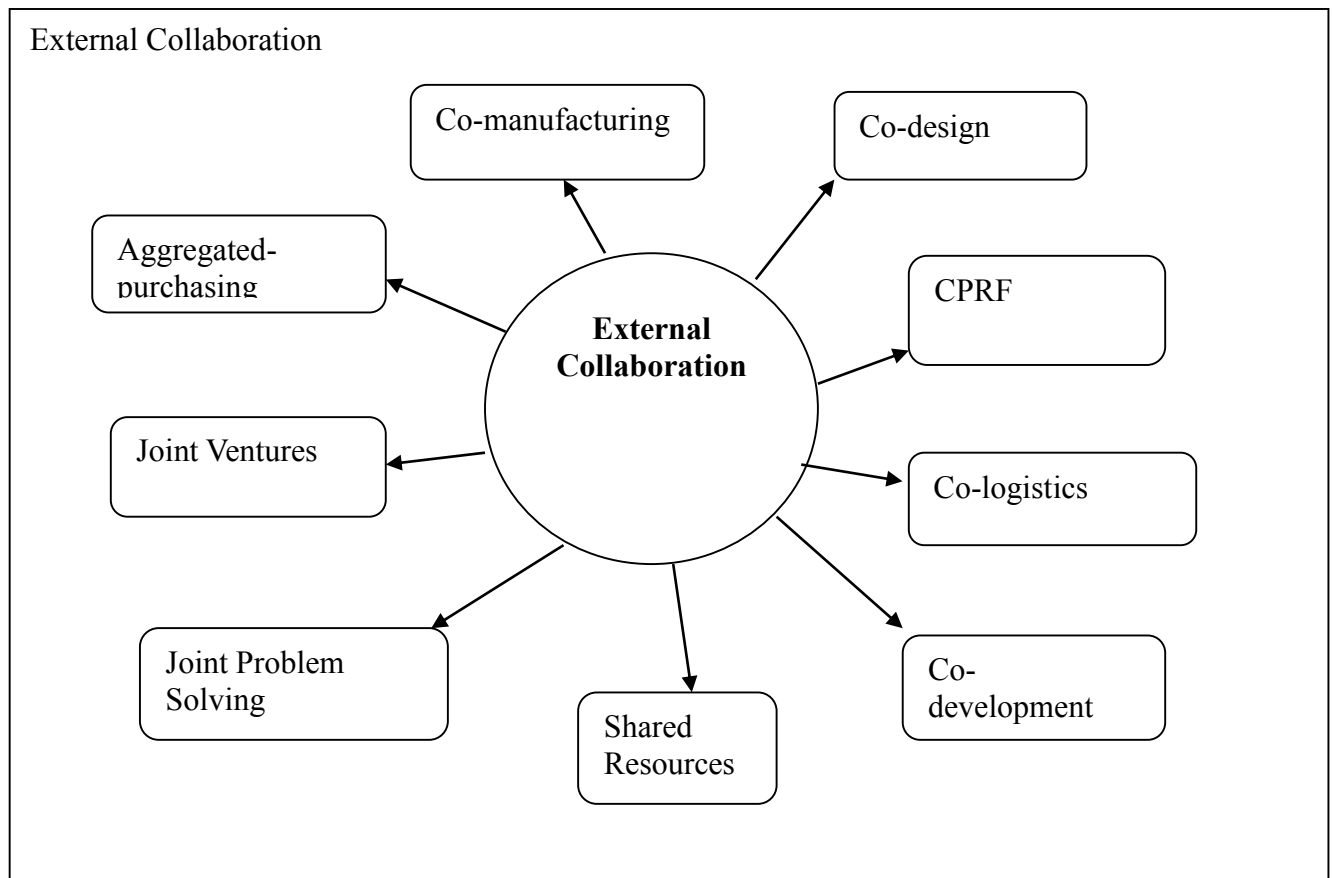 External Collaboration
Co-manufacturing
Co-design
Aggregated-
purchasing
CPRF
External
Collaboration
Joint Ventures
Co-logistics
Joint Problem
Solving
Co-
development
Shared
Resources